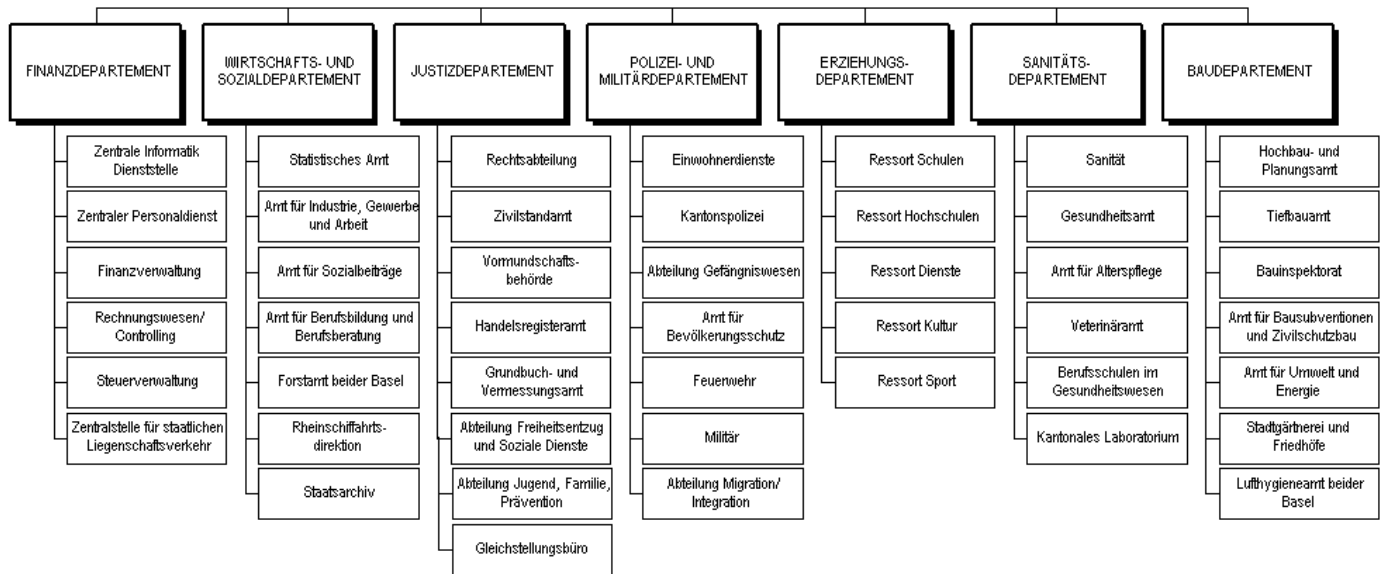 FINANZDEPARTEMENT
WIRTSCHAFTS- UND
SOZIALDEPARTEMENT
JUSTIZDEPARTEMENT
POLIZEI- UND
MILITÄRDEPARTEMENT
ERZIEHUNGS-
DEPARTEMENT
SANITÄTS-
DEPARTEMENT
BAUDEPARTEMENT
Zentrale Informatik
Dienststelle
Zentraler Personaldienst
Finanzverwaltung
Rechnungswesen/
Controlling
Steuerverwaltung
Zentralstelle für staatlichen
Liegenschaftsverkehr
Statistisches Amt
Amt für Industrie, Gewerbe
und Arbeit
Amt für Sozialbeiträge
Amt für Berufsbildung und
Berufsberatung
Forstamt beider Basel
Rheinschiffahrts-
direktion
Staatsarchiv
Rechtsabteilung
Zivilstandamt
Vormundschafts-
behörde
Handelsregisteramt
Grundbuch- und
Vermessungsamt
Abteilung Freiheitsentzug
und Soziale Dienste
Abteilung Jugend, Familie,
Prävention
Gleichstellungsbüro
Einwohnerdienste
Kantonspolizei
Abteilung Gefängniswesen
Amt für
Bevölkerungsschutz
Feuerwehr
Militär
Abteilung Migration/
Integration
Ressort Schulen
Ressort Hochschulen
Ressort Dienste
Ressort Kultur
Ressort Sport
Sanität
Gesundheitsamt
Amt für Alterspflege
Veterinäramt
Berufsschulen im
Gesundheitswesen
Kantonales Laboratorium
Hochbau- und
Planungsamt
Tiefbauamt
Bauinspektorat
Amt für Bausubventionen
und Zivilschutzbau
Amt für Umwelt und
Energie
Stadtgärtnerei und
Friedhöfe
Lufthygieneamt beider
Basel